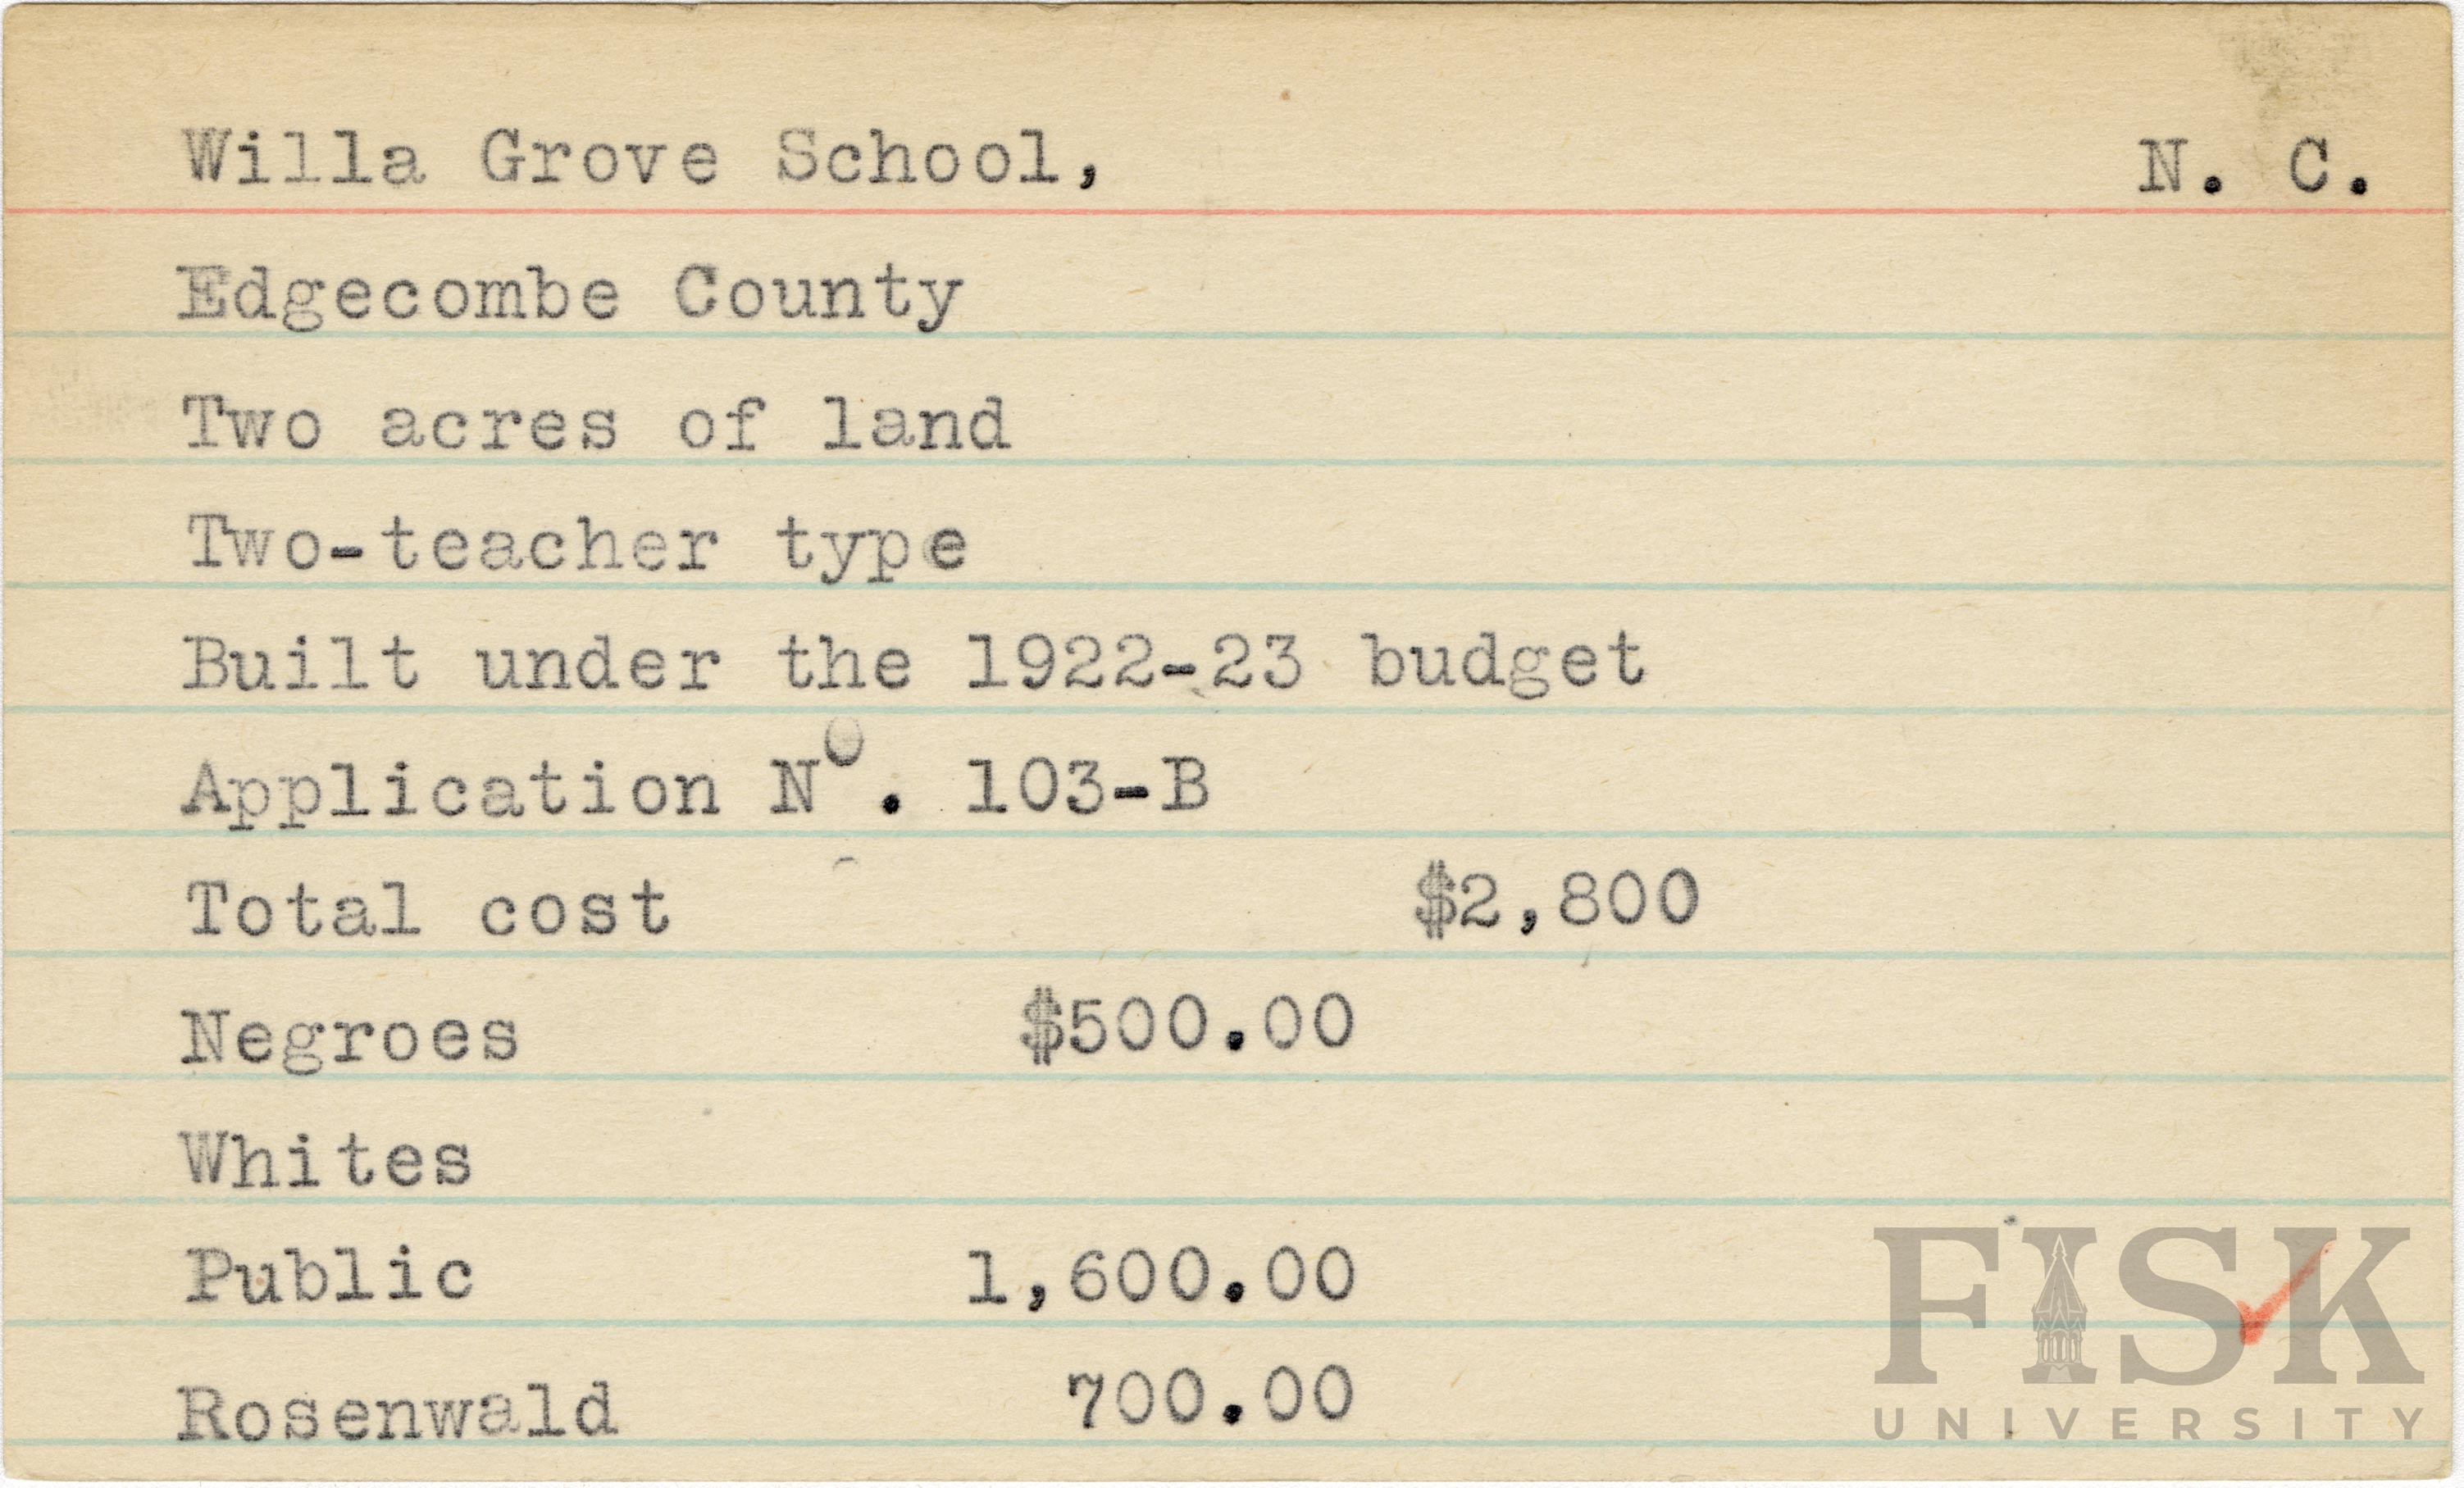 Willa Grove School, N. C.
Edgecombe County
Two acres of land
Two-teacher type
Built under the 1922-23 budget
Application No. 103-B
Total cost $2,800
Negroes $500.00
Whites
Public 1,600.00
Rosenwald 700.00
FISK
UNIVERSITY